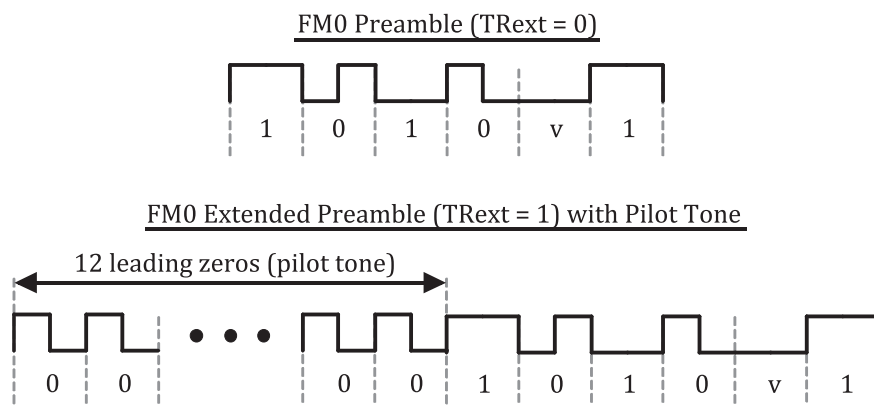 FM0 Preamble (TRext = 0)
1 0 1 0 v 1
FM0 Extended Preamble (TRext = 1) with Pilot Tone
12 leading zeros (pilot tone)
0 0 0 0 1 0 1 0 v 1